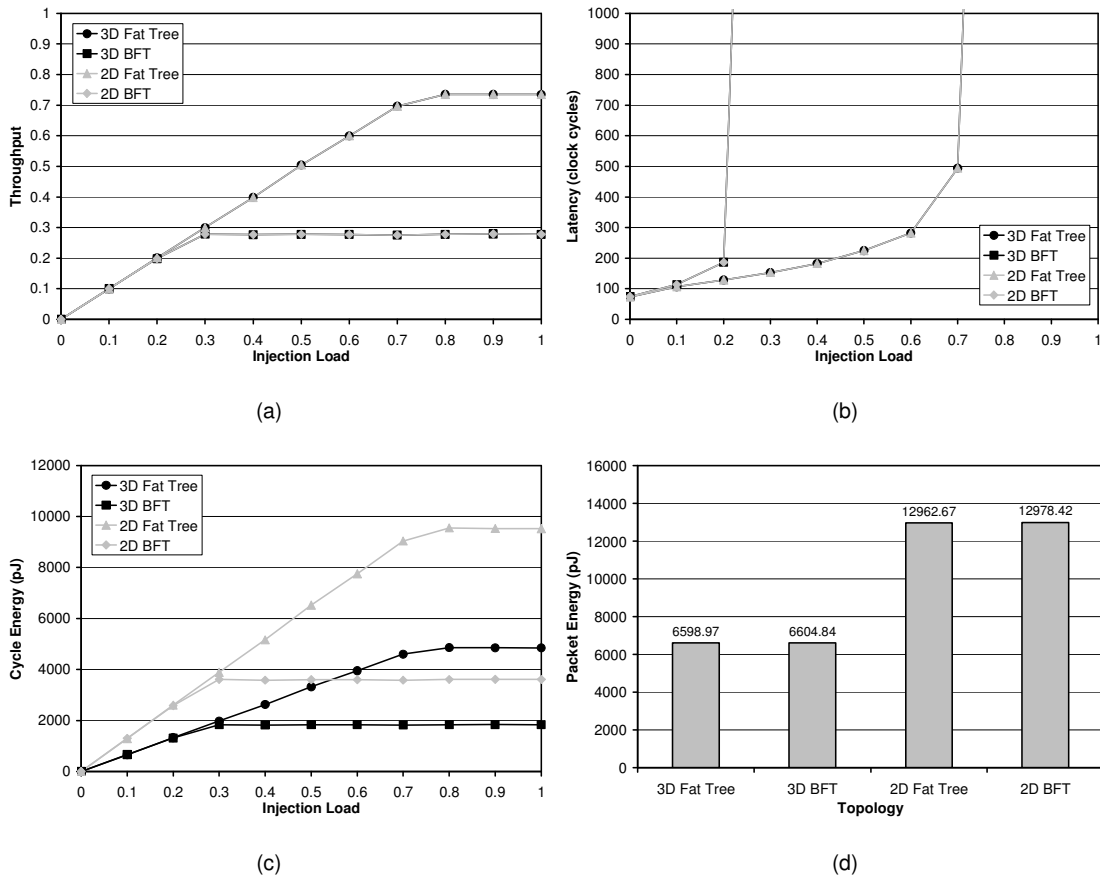 1
0.9
0.8
0.7
0.6
0.5
0.4
0.3
0.2
0.1
0
Throughput
3D Fat Tree
3D BFT
2D Fat Tree
2D BFT
0 0.1 0.2 0.3 0.4 0.5 0.6 0.7 0.8 0.9 1
Injection Load
(a)
1000
900
800
700
600
500
400
300
200
100
0
Latency (clock cycles)
3D Fat Tree
3D BFT
2D Fat Tree
2D BFT
0 0.1 0.2 0.3 0.4 0.5 0.6 0.7 0.8 0.9 1
Injection Load
(b)
12000
10000
8000
6000
4000
2000
0
Cycle Energy (pJ)
3D Fat Tree
3D BFT
2D Fat Tree
2D BFT
0 0.1 0.2 0.3 0.4 0.5 0.6 0.7 0.8 0.9 1
Injection Load
(c)
16000
14000
12000
10000
8000
6000
4000
2000
0
Packet Energy (pJ)
6598.97
6604.84
12962.67
12978.42
3D Fat Tree 3D BFT 2D Fat Tree 2D BFT
Topology
(d)